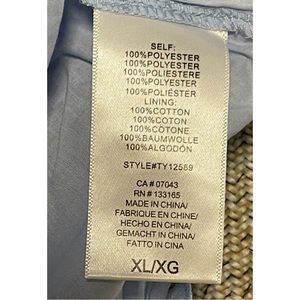 SELF:
100%POLYESTER
100%POLYESTER
100%POLIESTERE
100%POLYESTER
100%POLIÉSTER
LINING:
100%COTTON
100%COTON
100%COTONE
100%BAUMWOLLE
100%ALGODÓN
STYLE#TY12589
CA # 07043
RN # 133165
MADE IN CHINA/
FABRIQUE EN CHINE/
HECHO EN CHINA/
GEMACHT IN CHINA/
FATTO IN CINA
XL/XG